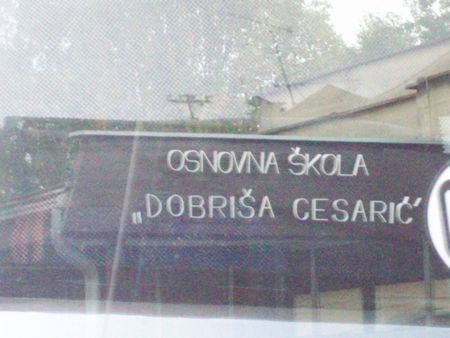 OSNOVNA ŠKOLA
„DOBRIŠA CESARIĆ‘